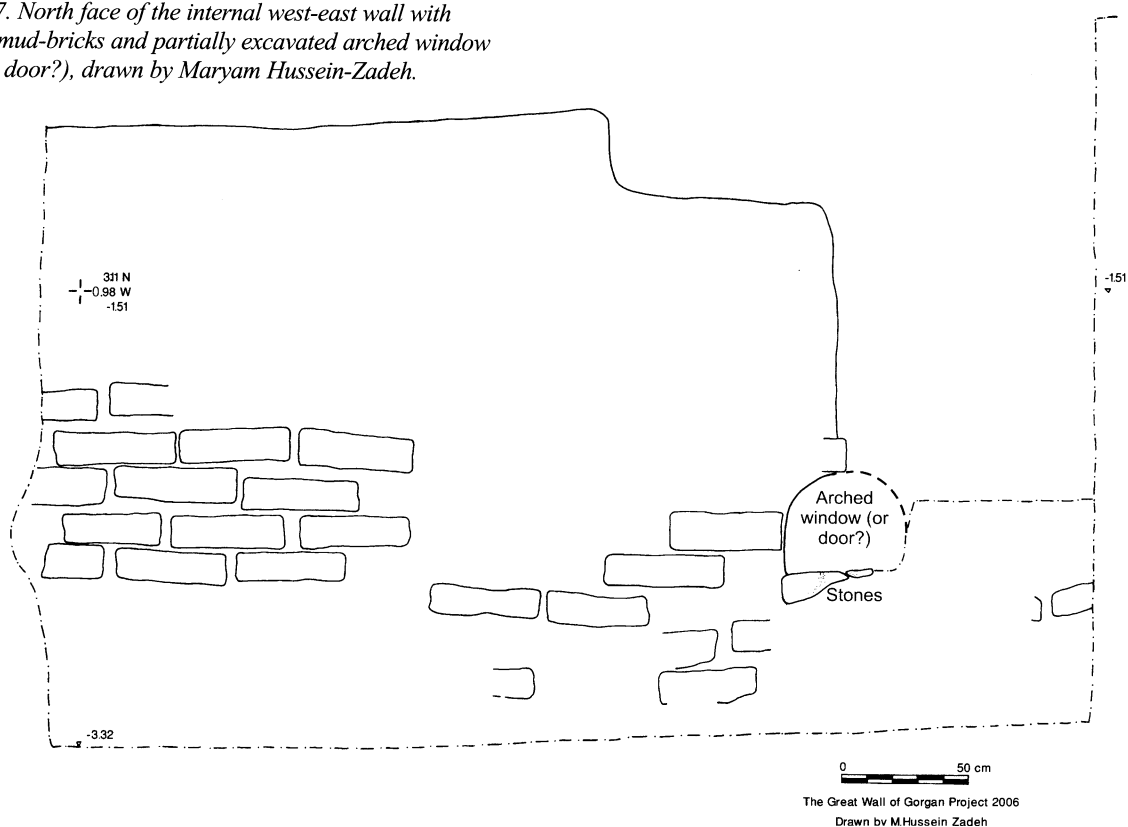 7. North face of the internal west-east wall with
mud-bricks and partially excavated arched window
door?), drawn by Maryam Hussein-Zadeh.
-1.51
3.11 N
-0.98 W
-1.51
Arched
window (or
door?)
Stones
-3.32
0 50 cm
The Great Wall of Gorgan Project 2006
Drawn by M.Hussein Zadeh